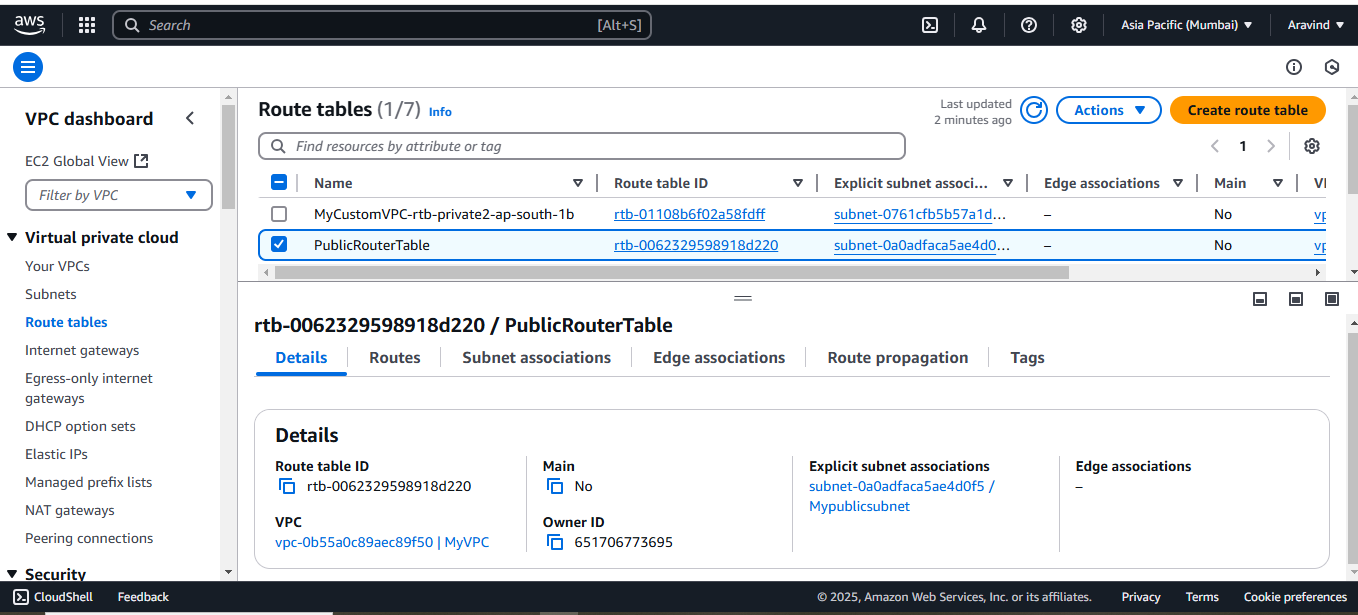 aws
Search [Alt+S]
Asia Pacific (Mumbai) Aravind
VPC dashboard
EC2 Global View
Filter by VPC
Virtual private cloud
Your VPCs
Subnets
Route tables
Internet gateways
Egress-only internet
gateways
DHCP option sets
Elastic IPs
Managed prefix lists
NAT gateways
Peering connections
Security
Route tables (1/7) Info
Last updated
2 minutes ago
Actions
Create route table
Find resources by attribute or tag
1
Name Route table ID Explicit subnet associ... Edge associations Main
MyCustomVPC-rtb-private2-ap-south-1b rtb-01108b6f02a58fdff subnet-0761cfb5b57a1d... – No
PublicRouterTable rtb-0062329598918d220 subnet-0a0adfaca5ae4d0... – No
rtb-0062329598918d220 / PublicRouterTable
Details Routes Subnet associations Edge associations Route propagation Tags
Details
Route table ID
rtb-0062329598918d220
Main
No
Explicit subnet associations
subnet-0a0adfaca5ae4d0f5 /
Mypublicsubnet
Edge associations
–
VPC
vpc-0b55a0c89aec89f50 | MyVPC
Owner ID
651706773695
CloudShell Feedback © 2025, Amazon Web Services, Inc. or its affiliates. Privacy Terms Cookie preferences